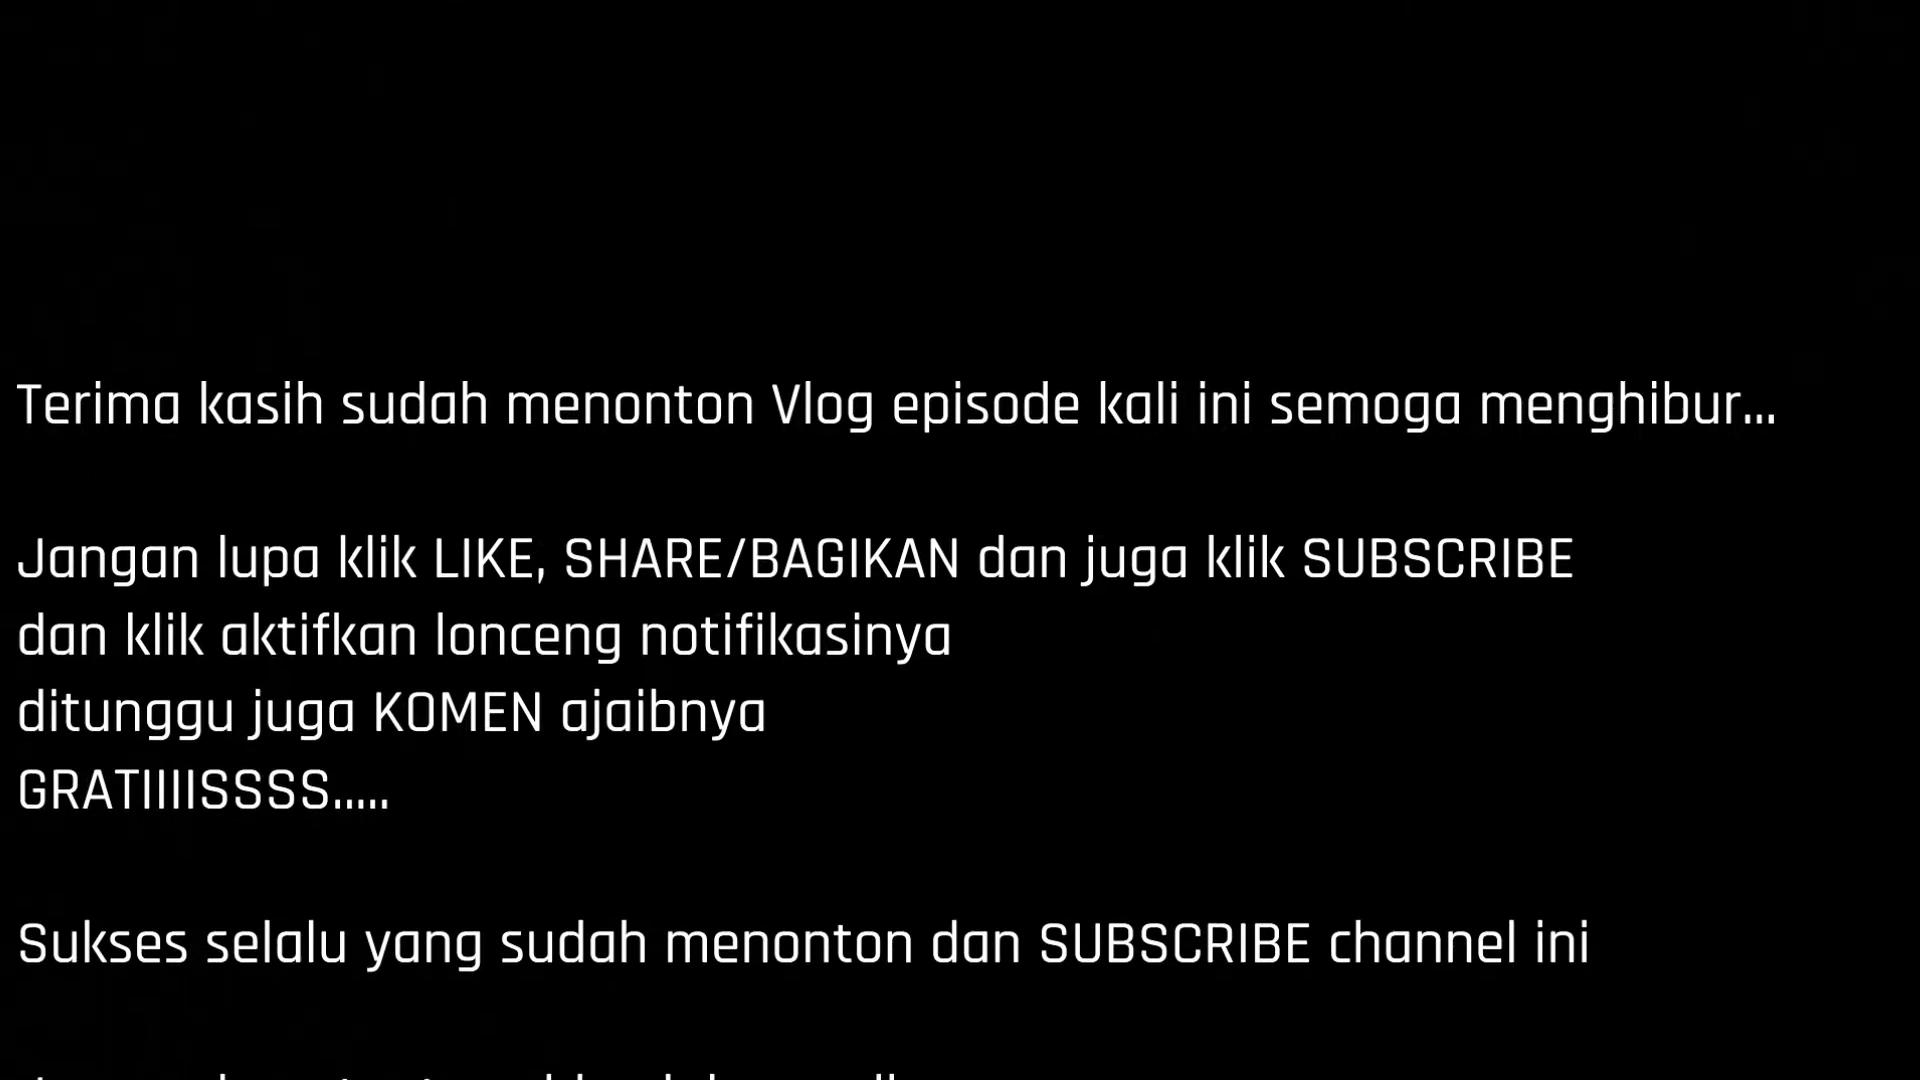 Terima kasih sudah menonton Vlog episode kali ini semoga menghibur...
Jangan lupa klik LIKE, SHARE/BAGIKAN dan juga klik SUBSCRIBE
dan klik aktifkan lonceng notifikasinya
ditunggu juga KOMEN ajaibnya
GRATIIIISSSS.....
Sukses selalu yang sudah menonton dan SUBSCRIBE channel ini